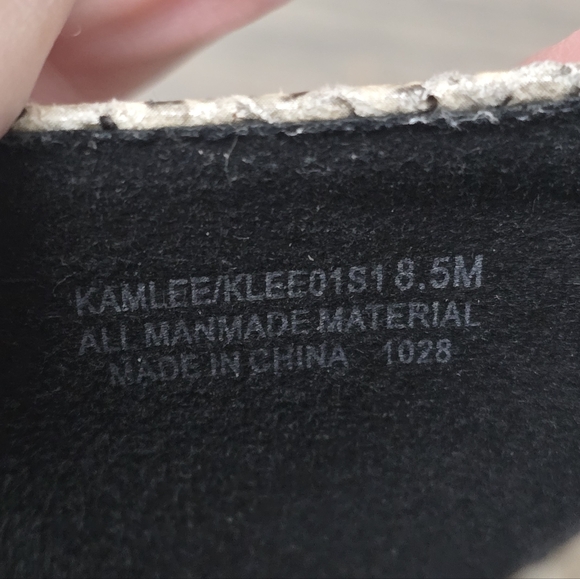 KAMLEE/KLEE01S1 8.5M
ALL MANMADE MATERIAL
MADE IN CHINA 1028